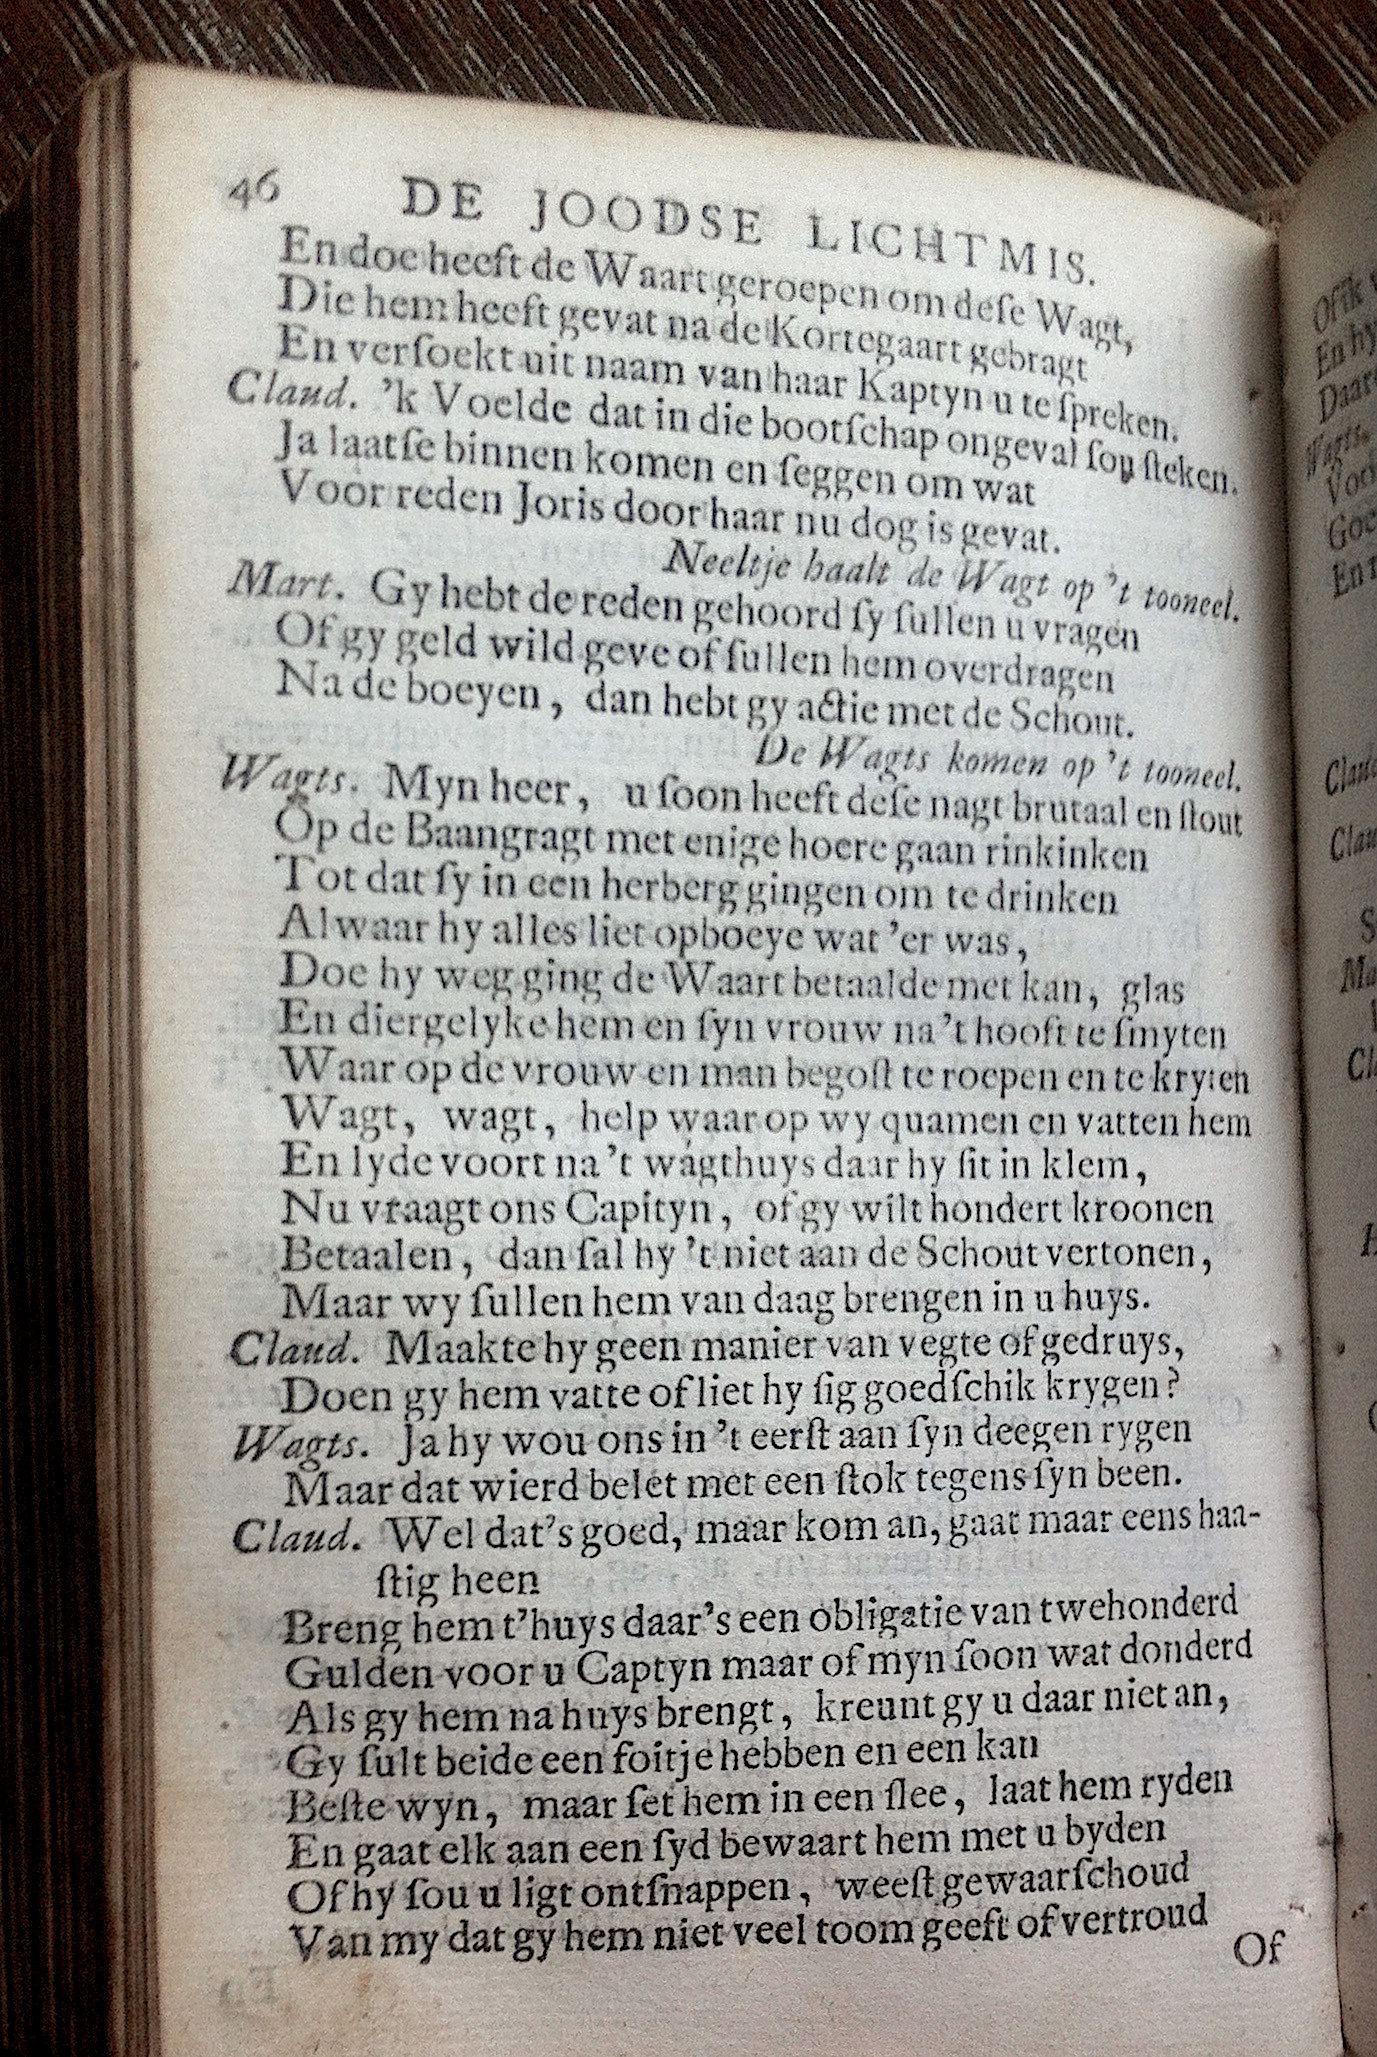 46 DE JOODSE LICHTMIS.
En doe heeft de Waart geroepen om deſe Wagt,
Die hem heeft gevat na de Kortegaart gebragt
En verſoekt uit naam van haar Kaptyn u te ſpreken.
Claud. 'k Voelde dat in die bootſchap ongeval ſou ſteken.
Ja laatſe binnen komen en ſeggen om wat
Voor reden Joris door haar nu dog is gevat.
Neeltje haalt de Wagt op 't tooneel.
Mart. Gy hebt de reden gehoord ſy ſullen u vragen
Of gy geld wild geve of ſullen hem overdragen
Na de boeyen, dan hebt gy actie met de Schout.
De Wagts komen op 't tooneel.
Wagts. Myn heer, u ſoon heeft deſe nagt brutaal en ſtout
Op de Baangragt met enige hoere gaan rinkinken
Tot dat ſy in een herberg gingen om te drinken
Alwaar hy alles liet opboeye wat 'er was,
Doe hy weg ging de Waart betaalde met kan, glas
En diergelyke hem en ſyn vrouw na 't hooft te ſmyten
Waar op de vrouw en man begoſt te roepen en te kryten
Wagt, wagt, help waar op wy quamen en vatten hem
En lyde voort na 't wagthuys daar hy ſit in klem,
Nu vraagt ons Capityn, of gy wilt hondert kroonen
Betaalen, dan ſal hy 't niet aan de Schout vertonen,
Maar wy ſullen hem van daag brengen in u huys.
Claud. Maakte hy geen manier van vegte of gedruys,
Doen gy hem vatte of liet hy ſig goedſchik krygen?
Wagts. Ja hy wou ons in 't eerſt aan ſyn deegen rygen
Maar dat wierd belet met een ſtok tegens ſyn been.
Claud. Wel dat's goed, maar kom an, gaat maar eens haa-
ſtig heen
Breng hem t'huys daar's een obligatie van twehonderd
Gulden voor u Captyn maar of myn ſoon wat donderd
Als gy hem na huys brengt, kreunt gy u daar niet an,
Gy ſult beide een foitje hebben en een kan
Beſte wyn, maar ſet hem in een ſlee, laat hem ryden
En gaat elk aan een ſyd bewaart hem met u byden
Of hy ſou u ligt ontſnappen, weeſt gewaarſchoud
Van my dat gy hem niet veel toom geeft of vertroud
Of